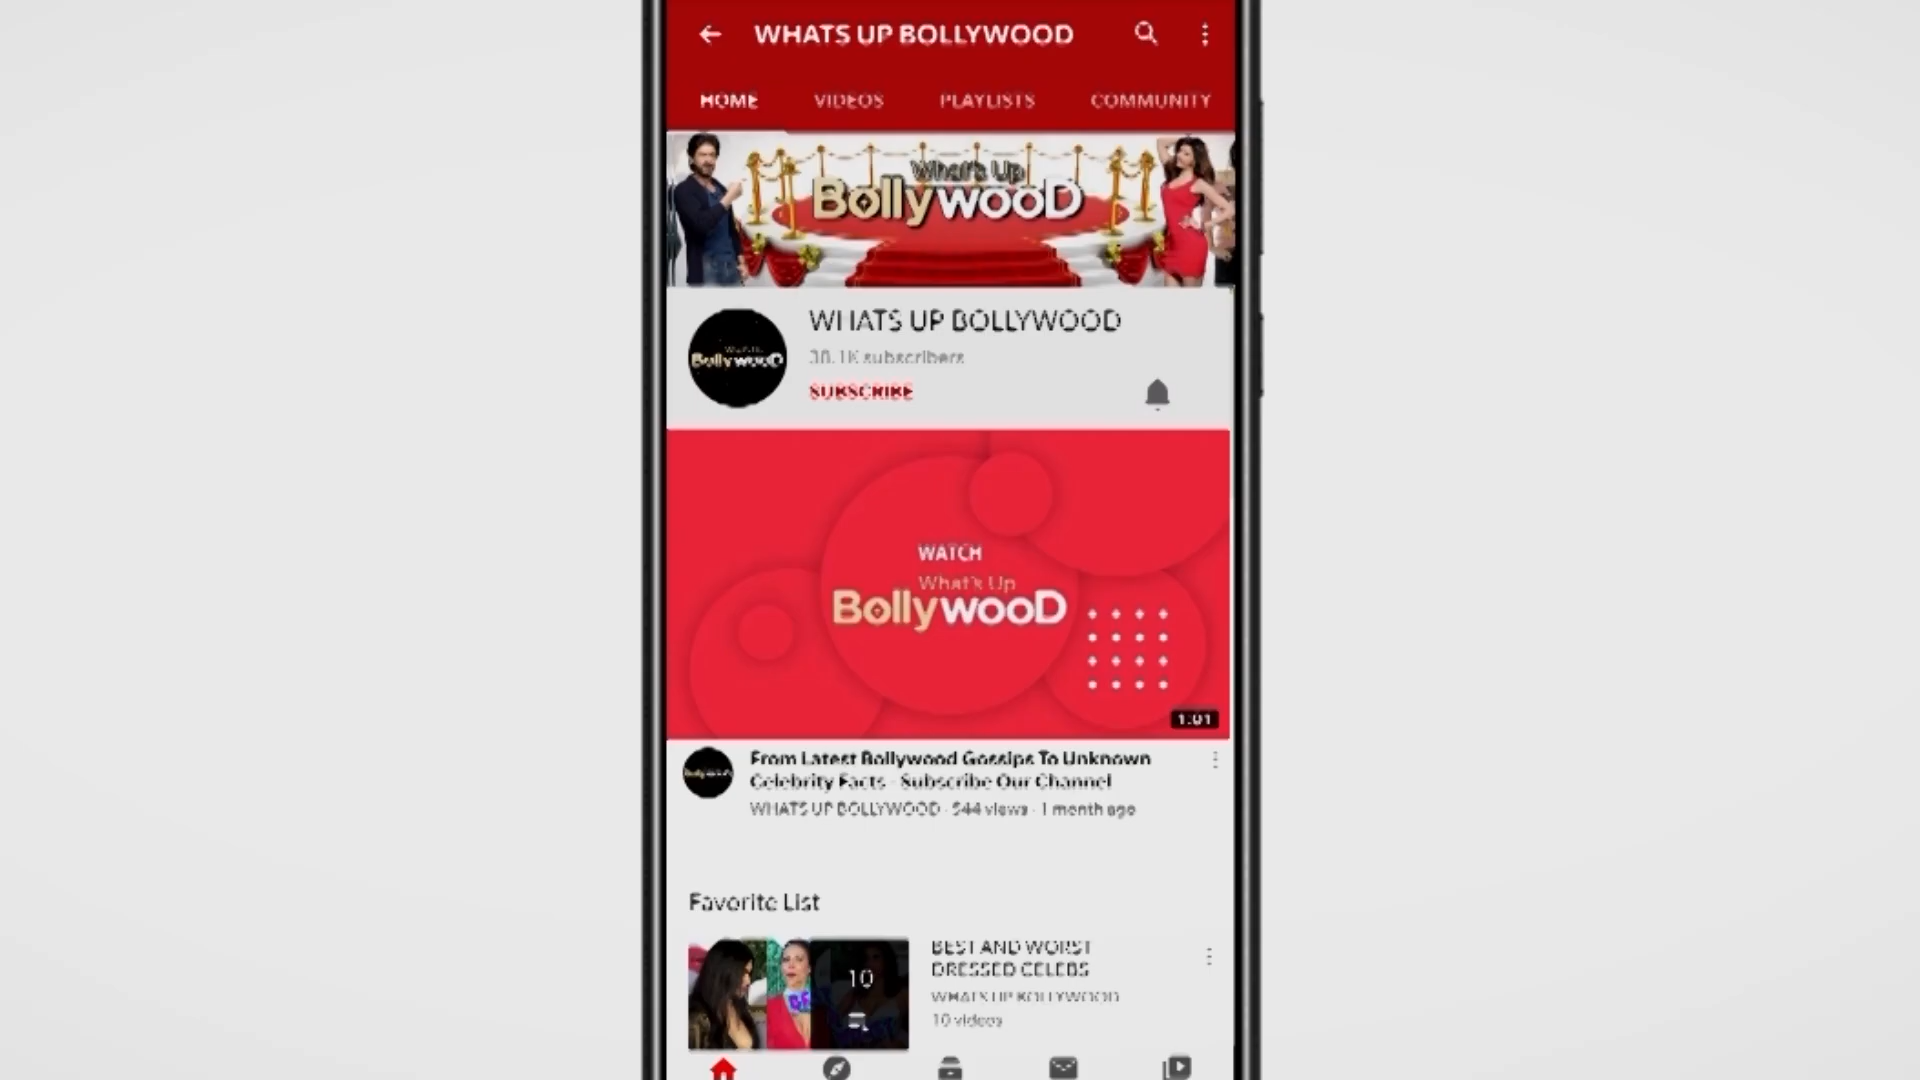 WHATS UP BOLLYWOOD
HOME VIDEOS PLAYLISTS COMMUNITY
What's Up
BollywooD
WHATS UP BOLLYWOOD
subscribers
SUBSCRIBE
BollywooD
WATCH
What's Up
BollywooD
1:01
From Latest Bollywood Gossips To Unknown
Celebrity Facts - Subscribe Our Channel
WHATS UP BOLLYWOOD · 544 views · 1 month ago
Favorite List
BEST AND WORST
DRESSED CELEBS
WHATS UP BOLLYWOOD
10 videos
10